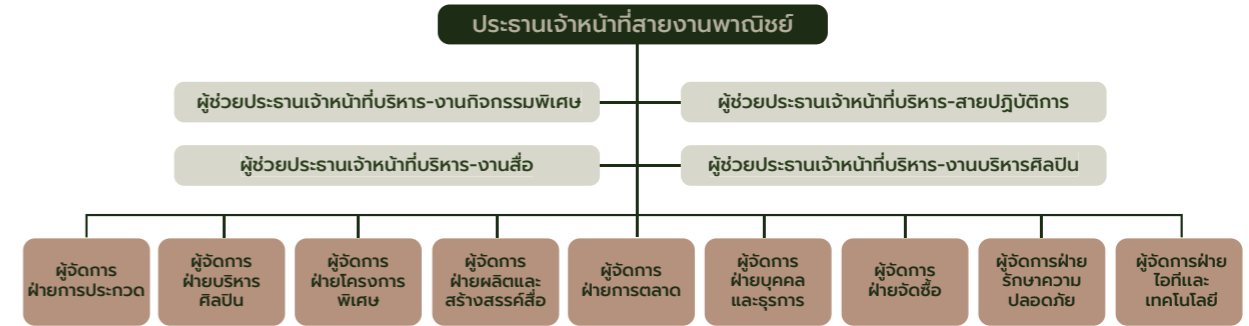 ประธานเจ้าหน้าที่สายงานพาณิชย์
ผู้ช่วยประธานเจ้าหน้าที่บริหาร-งานกิจกรรมพิเศษ
ผู้ช่วยประธานเจ้าหน้าที่บริหาร-สายปฏิบัติการ
ผู้ช่วยประธานเจ้าหน้าที่บริหาร-งานสื่อ
ผู้ช่วยประธานเจ้าหน้าที่บริหาร-งานบริหารศิลปิน
ผู้จัดการ
ฝ่ายการประกวด
ผู้จัดการ
ฝ่ายบริหาร
ศิลปิน
ผู้จัดการ
ฝ่ายโครงการ
พิเศษ
ผู้จัดการ
ฝ่ายผลิตและ
สร้างสรรค์สื่อ
ผู้จัดการ
ฝ่ายการตลาด
ผู้จัดการ
ฝ่ายบุคคล
และธุรการ
ผู้จัดการ
ฝ่ายจัดซื้อ
ผู้จัดการฝ่าย
รักษาความ
ปลอดภัย
ผู้จัดการฝ่าย
ไอทีและ
เทคโนโลยี